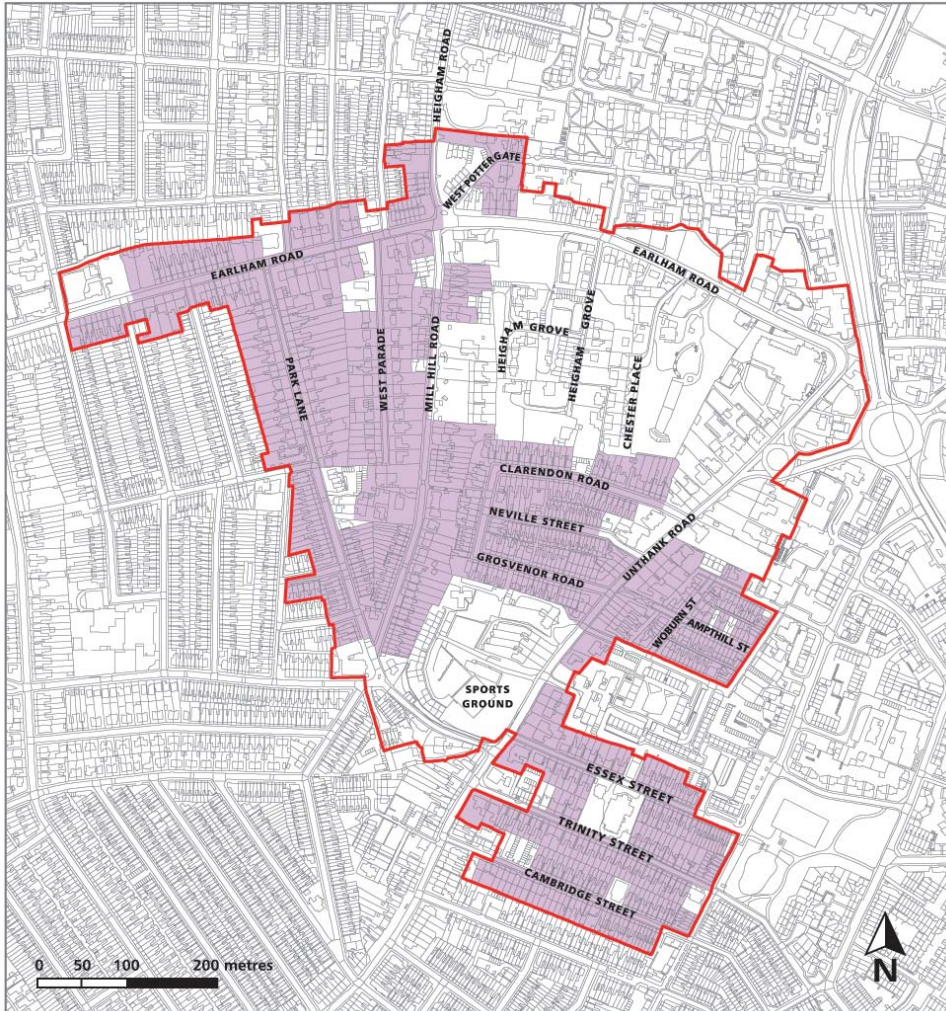 HEIGHAM ROAD
WEST POTTERGATE
EARLHAM ROAD
EARLHAM ROAD
PARK LANE
WEST PARADE
MILL HILL ROAD
HEIGHAM GROVE
HEIGHAM GROVE
CHESTER PLACE
CLARENDON ROAD
NEVILLE STREET
GROSVENOR ROAD
UNTHANK ROAD
WOBURN ST
AMPTHILL ST
SPORTS
GROUND
ESSEX STREET
TRINITY STREET
CAMBRIDGE STREET
0 50 100 200 metres
N